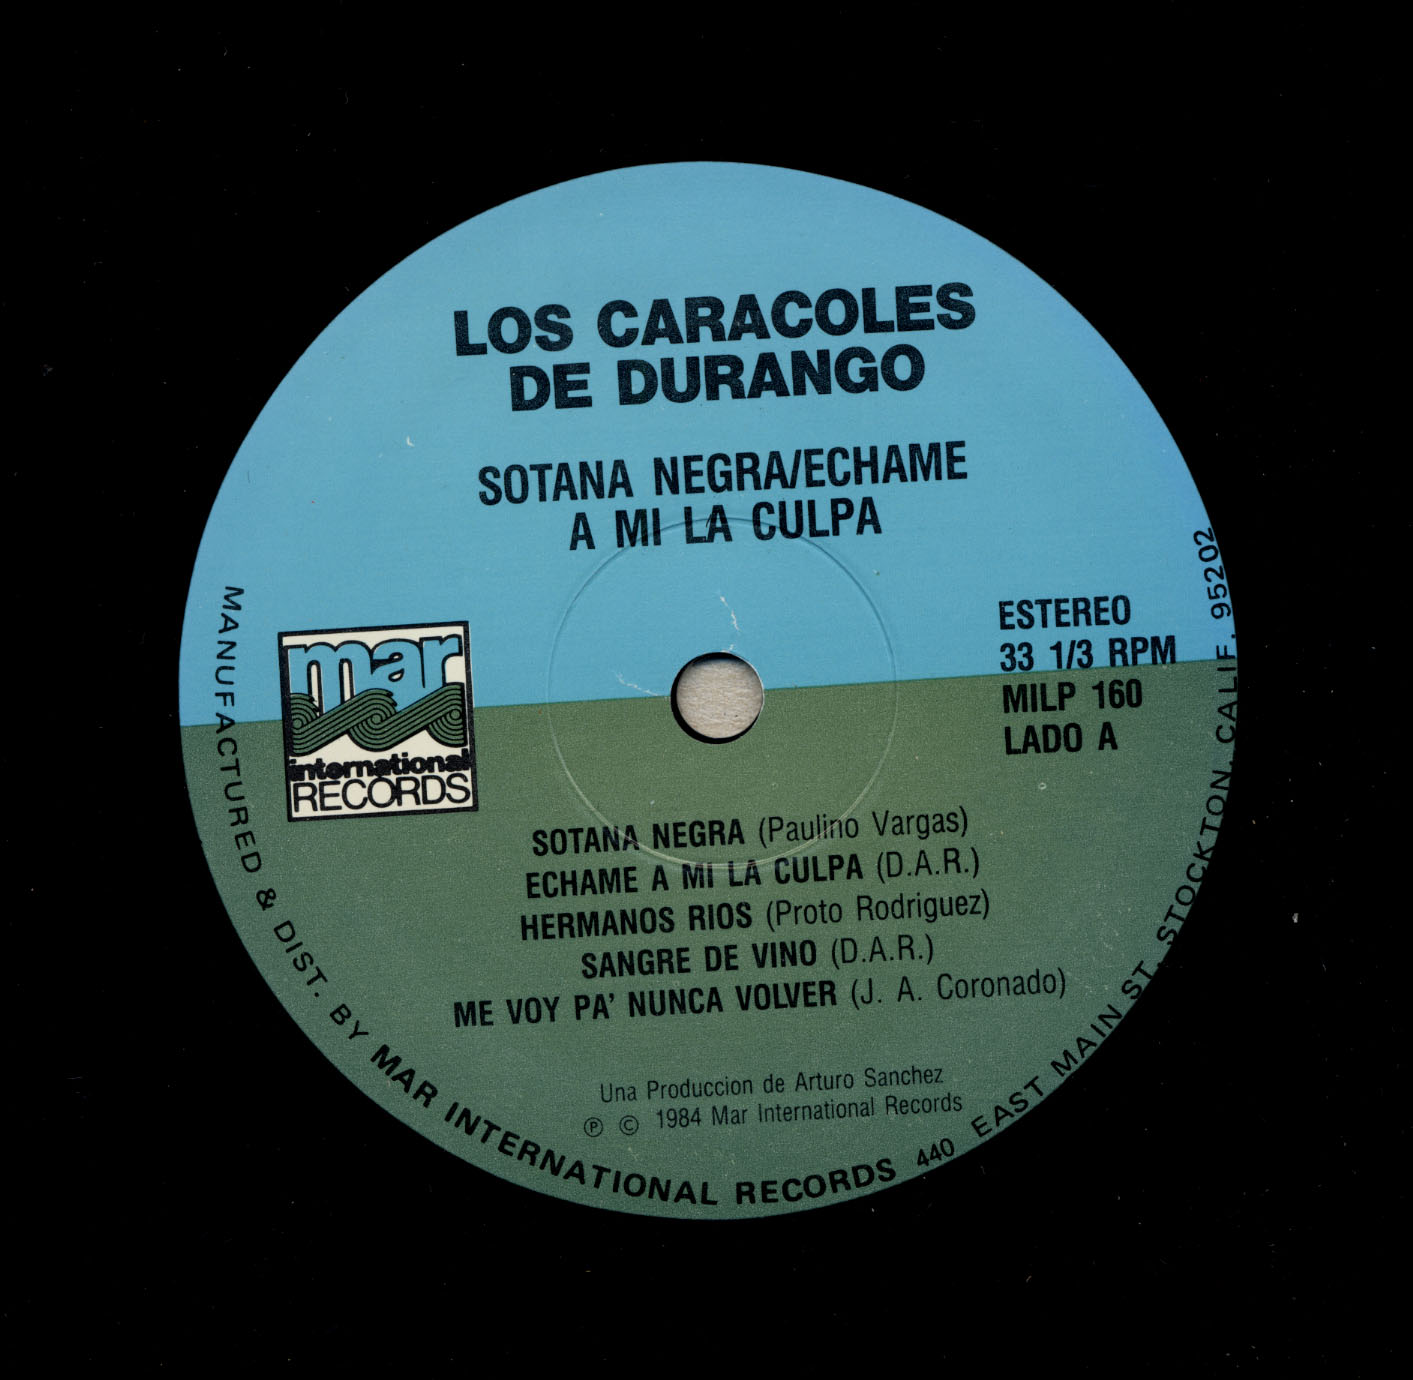 LOS CARACOLES
DE DURANGO
SOTANA NEGRA/ECHAME
A MI LA CULPA
ESTEREO
33 1/3 RPM
MILP 160
LADO A
mar
international
RECORDS
SOTANA NEGRA (Paulino Vargas)
ECHAME A MI LA CULPA (D.A.R.)
HERMANOS RIOS (Proto Rodriguez)
SANGRE DE VINO (D.A.R.)
ME VOY PA' NUNCA VOLVER (J. A. Coronado)
Una Produccion de Arturo Sanchez
Ⓟ © 1984 Mar International Records
MANUFACTURED & DIST. BY MAR INTERNATIONAL RECORDS 440 EAST MAIN ST. STOCKTON, CALIF. 95202